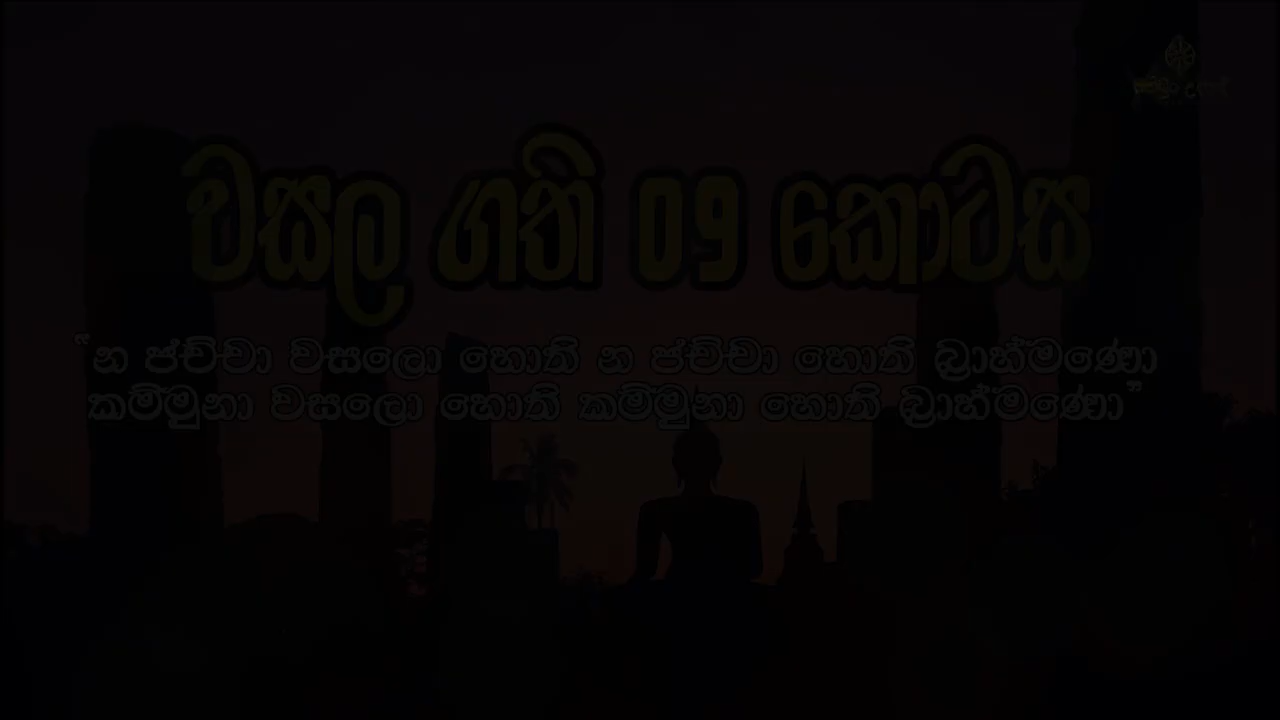 වසල ගති 09 කොටස
“න ජච්චා වසලො හොති න ජච්චා හොති බ්‍රාහ්මණො
කම්මුනා වසලො හොති කම්මුනා හොති බ්‍රාහ්මණො”